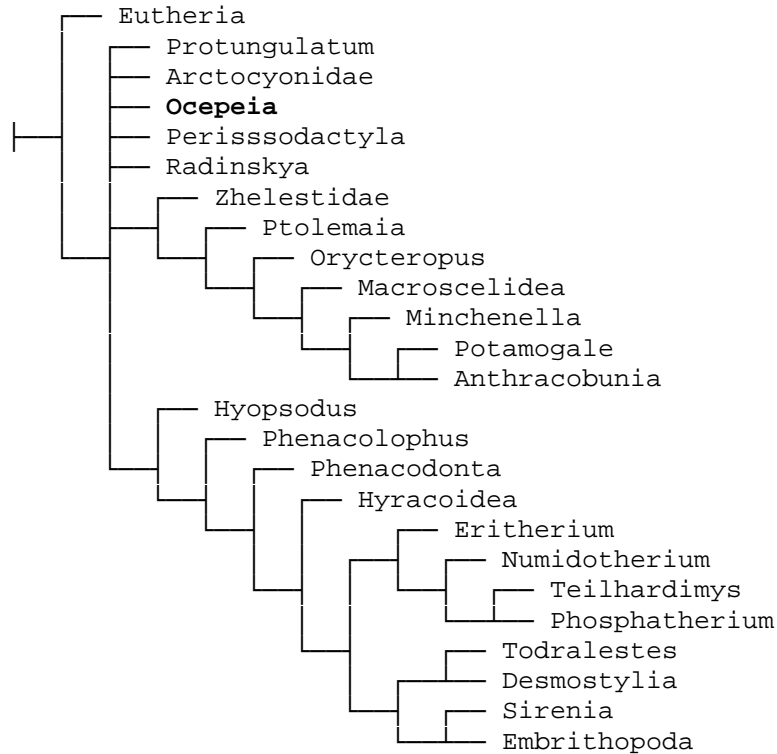 Eutheria
Protungulatum
Arctocyonidae
Ocepeia
Perisssodactyla
Radinskya
Zhelestidae
Ptolemaia
Orycteropus
Macroscelidea
Minchenella
Potamogale
Anthracobunia
Hyopsodus
Phenacolophus
Phenacodonta
Hyracoidea
Eritherium
Numidotherium
Teilhardimys
Phosphatherium
Todralestes
Desmostylia
Sirenia
Embrithopoda